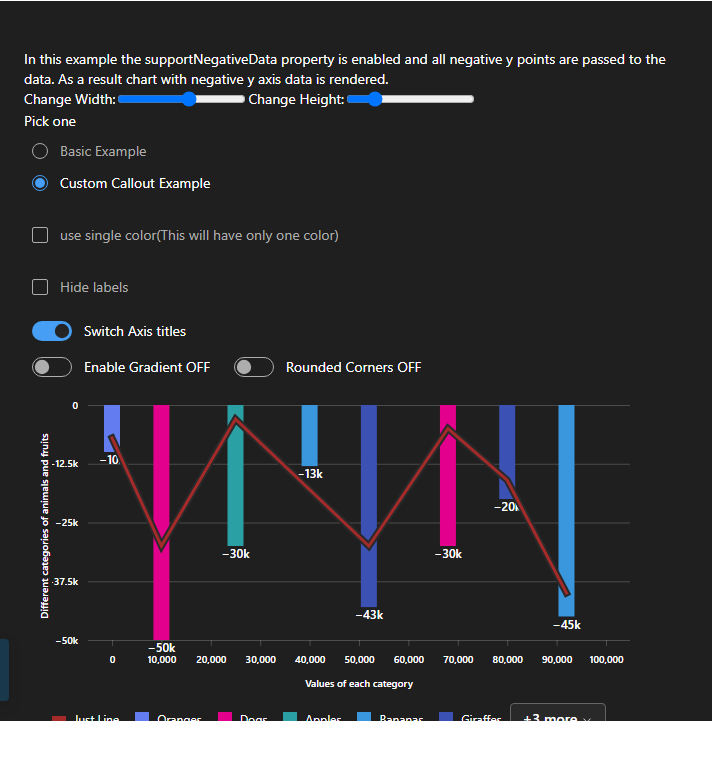 In this example the supportNegativeData property is enabled and all negative y points are passed to the
data. As a result chart with negative y axis data is rendered.
Change Width: Change Height:
Pick one
Basic Example
Custom Callout Example
use single color(This will have only one color)
Hide labels
Switch Axis titles
Enable Gradient OFF Rounded Corners OFF
Different categories of animals and fruits
0
−12.5k
−25k
−37.5k
−50k
−10
−50k
−30k
−13k
−43k
−30k
−20k
−45k
0 10,000 20,000 30,000 40,000 50,000 60,000 70,000 80,000 90,000 100,000
Values of each category
Just Line Oranges Dogs Apples Bananas Giraffes +3 more